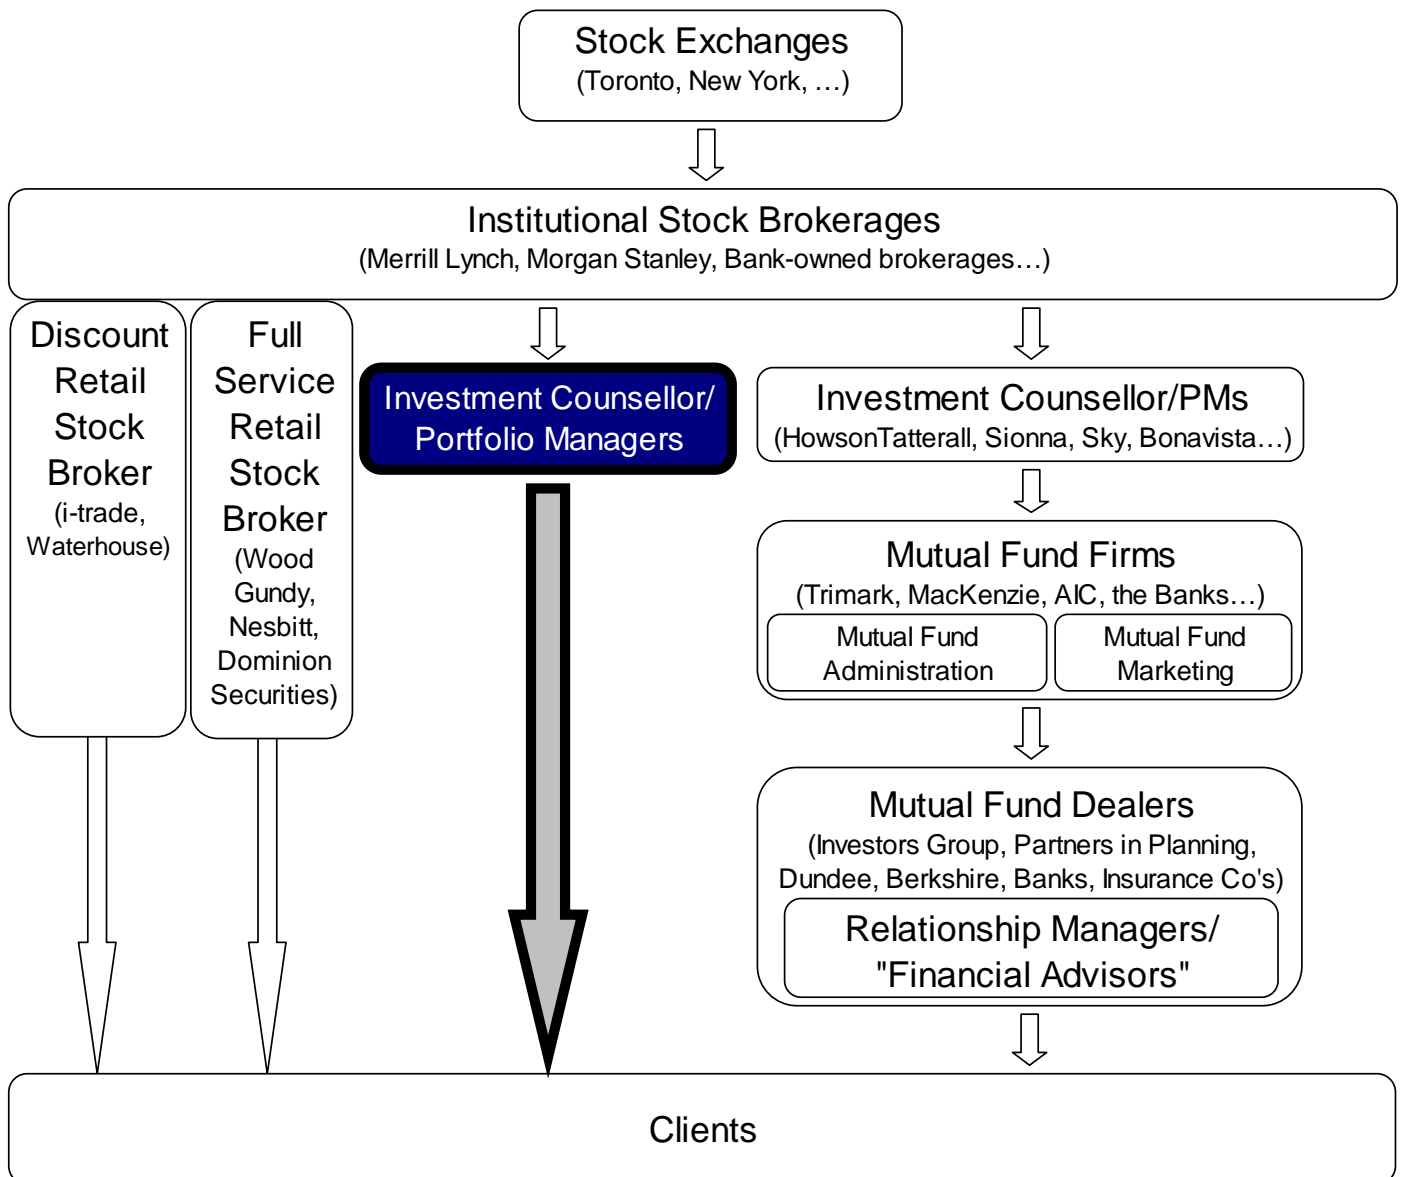 Stock Exchanges
(Toronto, New York, …)
Institutional Stock Brokerages
(Merrill Lynch, Morgan Stanley, Bank-owned brokerages…)
Discount
Retail
Stock
Broker
(i-trade,
Waterhouse)
Full
Service
Retail
Stock
Broker
(Wood
Gundy,
Nesbitt,
Dominion
Securities)
Investment Counsellor/
Portfolio Managers
Investment Counsellor/PMs
(HowsonTatterall, Sionna, Sky, Bonavista…)
Mutual Fund Firms
(Trimark, MacKenzie, AIC, the Banks…)
Mutual Fund
Administration
Mutual Fund
Marketing
Mutual Fund Dealers
(Investors Group, Partners in Planning,
Dundee, Berkshire, Banks, Insurance Co's)
Relationship Managers/
"Financial Advisors"
Clients